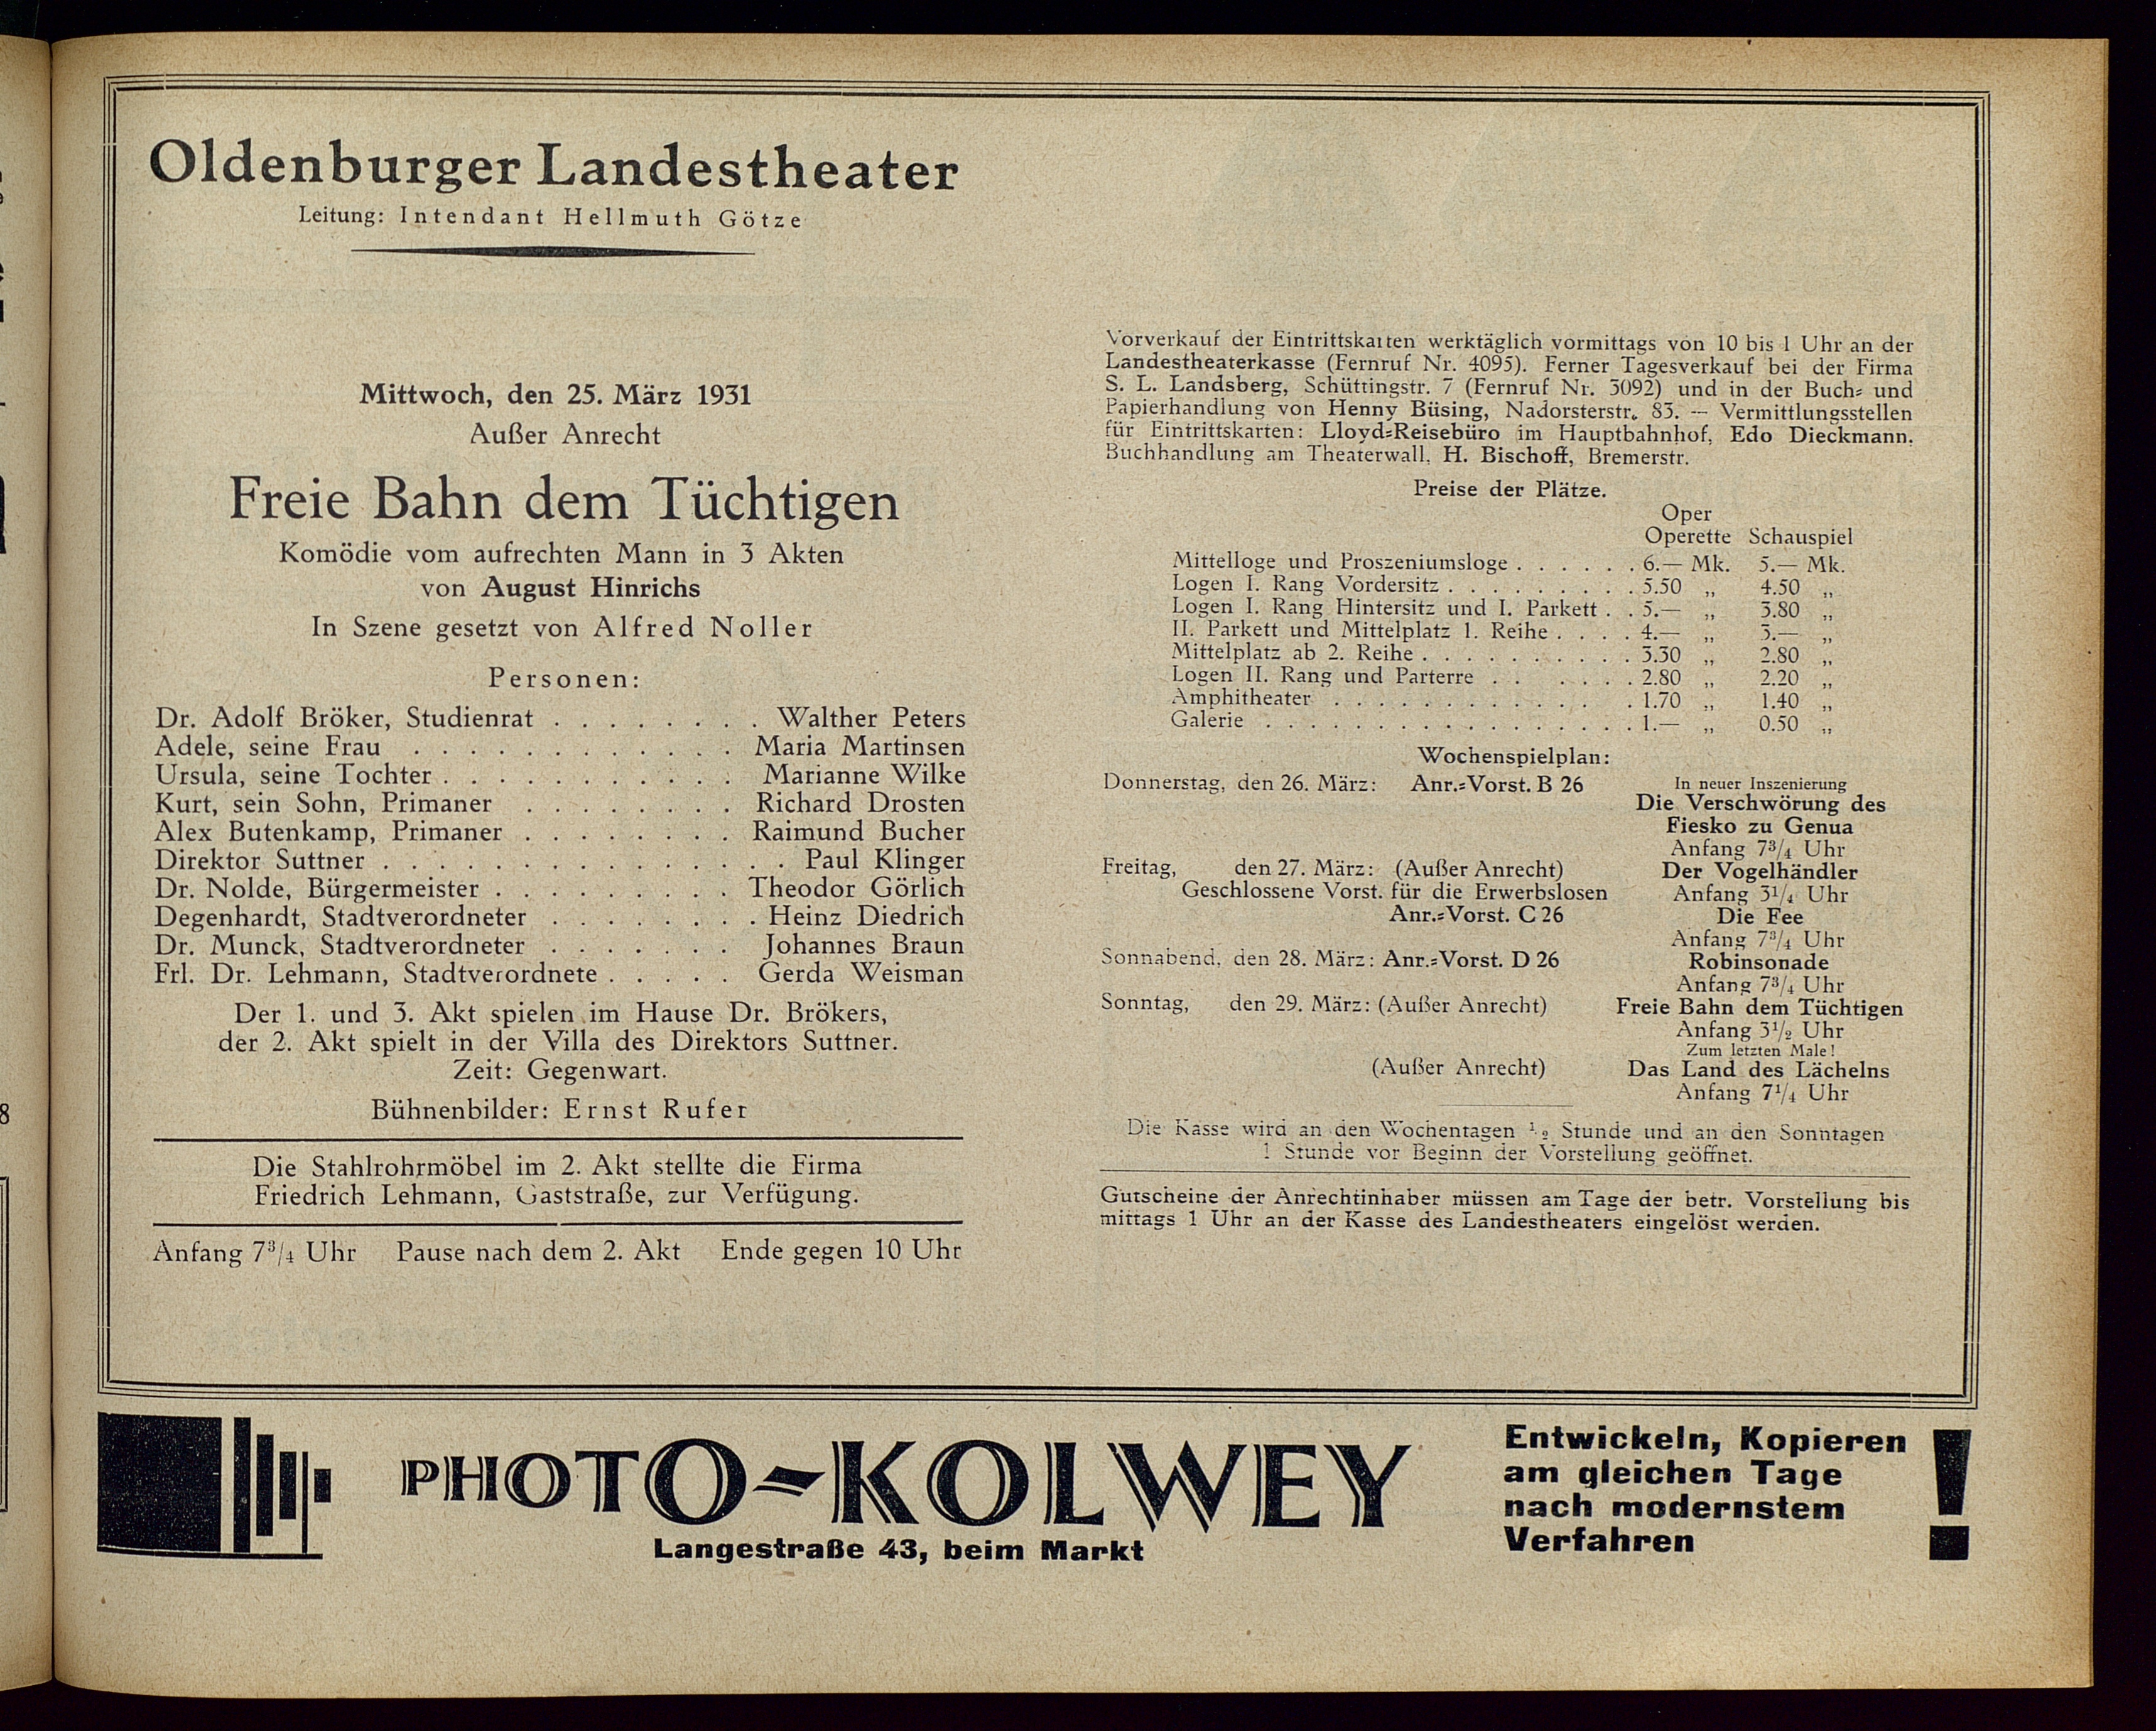 Oldenburger Landestheater
Leitung: Intendant Hellmuth Götze
Mittwoch, den 25. März 1931
Außer Anrecht
Freie Bahn dem Tüchtigen
Komödie vom aufrechten Mann in 3 Akten
von August Hinrichs
In Szene gesetzt von Alfred Noller
Personen:
Dr. Adolf Bröker, Studienrat . . . . . . . . Walther Peters
Adele, seine Frau . . . . . . . . . . . . Maria Martinsen
Ursula, seine Tochter . . . . . . . . . . . Marianne Wilke
Kurt, sein Sohn, Primaner . . . . . . . . Richard Drosten
Alex Butenkamp, Primaner . . . . . . . . Raimund Bucher
Direktor Suttner . . . . . . . . . . . . . . . Paul Klinger
Dr. Nolde, Bürgermeister . . . . . . . . . Theodor Görlich
Degenhardt, Stadtverordneter . . . . . . . . Heinz Diedrich
Dr. Munck, Stadtverordneter . . . . . . . Johannes Braun
Frl. Dr. Lehmann, Stadtverordnete . . . . . Gerda Weisman
Der 1. und 3. Akt spielen im Hause Dr. Brökers,
der 2. Akt spielt in der Villa des Direktors Suttner.
Zeit: Gegenwart.
Bühnenbilder: Ernst Rufer
Die Stahlrohrmöbel im 2. Akt stellte die Firma
Friedrich Lehmann, Gaststraße, zur Verfügung.
Anfang 7¾ Uhr Pause nach dem 2. Akt Ende gegen 10 Uhr
Vorverkauf der Eintrittskarten werktäglich vormittags von 10 bis 1 Uhr an der
Landestheaterkasse (Fernruf Nr. 4095). Ferner Tagesverkauf bei der Firma
S. L. Landsberg, Schüttingstr. 7 (Fernruf Nr. 3092) und in der Buch- und
Papierhandlung von Henny Büsing, Nadorsterstr. 83. — Vermittlungsstellen
für Eintrittskarten: Lloyd-Reisebüro im Hauptbahnhof, Edo Dieckmann,
Buchhandlung am Theaterwall, H. Bischoff, Bremerstr.
Preise der Plätze.
Oper
Operette Schauspiel
Mittelloge und Proszeniumsloge . . . . . . 6.— Mk. 5.— Mk.
Logen I. Rang Vordersitz . . . . . . . . . 5.50 „ 4.50 „
Logen I. Rang Hintersitz und I. Parkett . . 5.— „ 3.80 „
II. Parkett und Mittelplatz 1. Reihe . . . . 4.— „ 3.— „
Mittelplatz ab 2. Reihe . . . . . . . . . . 3.30 „ 2.80 „
Logen II. Rang und Parterre . . . . . . 2.80 „ 2.20 „
Amphitheater . . . . . . . . . . . . . 1.70 „ 1.40 „
Galerie . . . . . . . . . . . . . . . . . 1.— „ 0.50 „
Wochenspielplan:
Donnerstag, den 26. März: Anr.-Vorst. B 26 In neuer Inszenierung
Die Verschwörung des
Fiesko zu Genua
Anfang 7¾ Uhr
Freitag, den 27. März: (Außer Anrecht) Der Vogelhändler
Geschlossene Vorst. für die Erwerbslosen Anfang 3¼ Uhr
Anr.-Vorst. C 26 Die Fee
Anfang 7¾ Uhr
Sonnabend, den 28. März: Anr.-Vorst. D 26 Robinsonade
Anfang 7¾ Uhr
Sonntag, den 29. März: (Außer Anrecht) Freie Bahn dem Tüchtigen
Anfang 3½ Uhr
Zum letzten Male!
(Außer Anrecht) Das Land des Lächelns
Anfang 7¼ Uhr
Die Kasse wird an den Wochentagen ½ Stunde und an den Sonntagen
1 Stunde vor Beginn der Vorstellung geöffnet.
Gutscheine der Anrechtinhaber müssen am Tage der betr. Vorstellung bis
mittags 1 Uhr an der Kasse des Landestheaters eingelöst werden.
PHOTO-KOLWEY
Langestraße 43, beim Markt
Entwickeln, Kopieren
am gleichen Tage
nach modernstem
Verfahren !